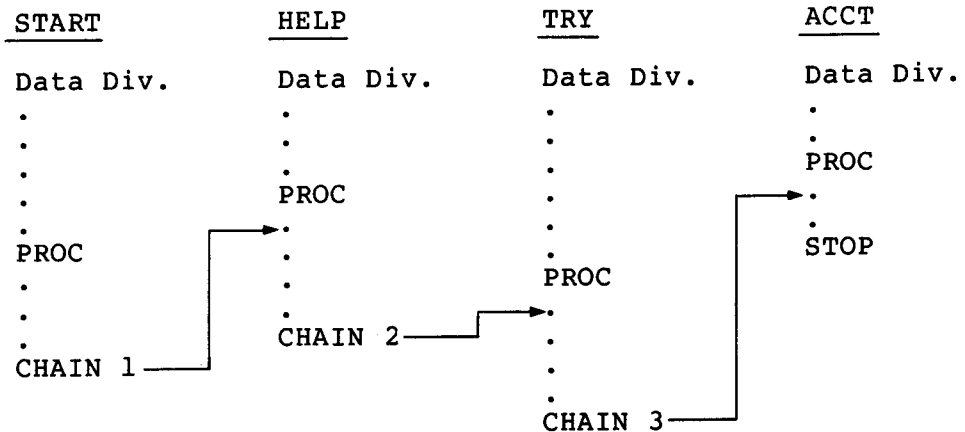 START
Data Div.
.
.
.
.
.
PROC
.
.
.
CHAIN 1
HELP
Data Div.
.
.
.
PROC
.
.
.
.
CHAIN 2
TRY
Data Div.
.
.
.
.
.
.
PROC
.
.
.
.
CHAIN 3
ACCT
Data Div.
.
.
PROC
.
.
STOP